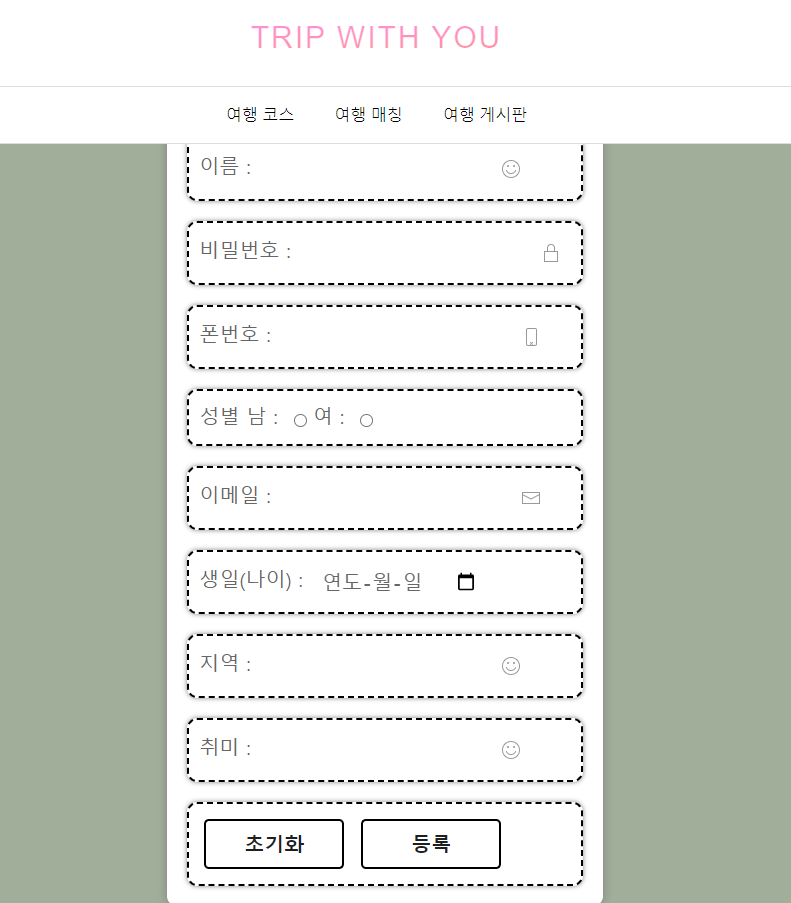 TRIP WITH YOU
여행 코스 여행 매칭 여행 게시판
이름 :
비밀번호 :
폰번호 :
성별 남 : 여 :
이메일 :
생일(나이) : 연도-월-일
지역 :
취미 :
초기화 등록